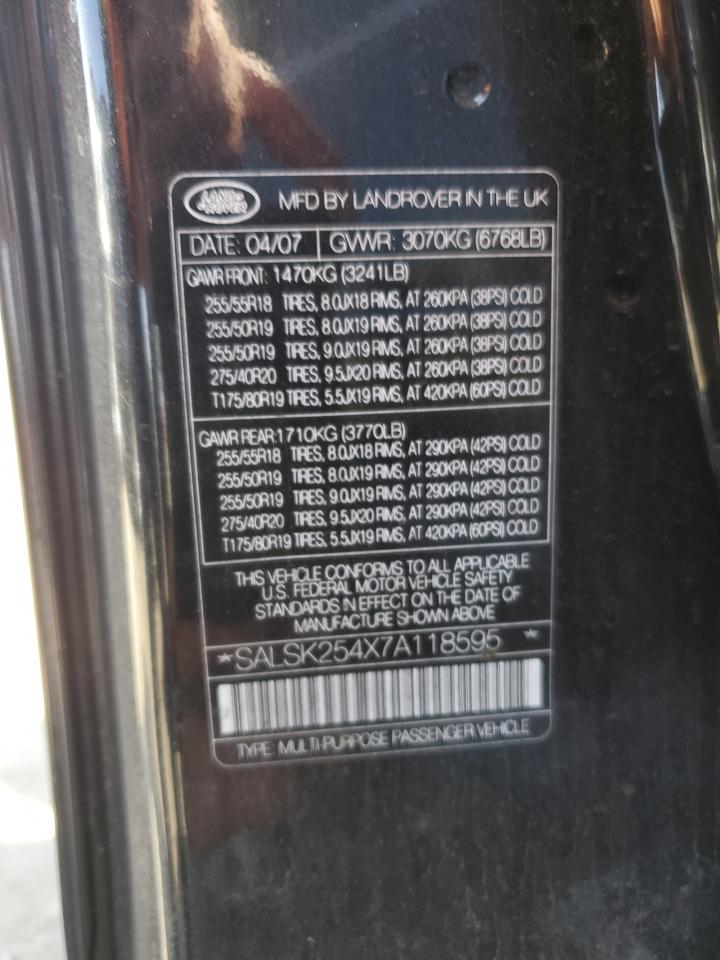 LAND ROVER MFD BY LANDROVER IN THE UK
DATE: 04/07 GVWR: 3070KG (6768LB)
GAWR FRONT: 1470KG (3241LB)
255/55R18 TIRES, 8.0JX18 RIMS, AT 260KPA (38PSI) COLD
255/50R19 TIRES, 8.0JX19 RIMS, AT 260KPA (38PSI) COLD
255/50R19 TIRES, 9.0JX19 RIMS, AT 260KPA (38PSI) COLD
275/40R20 TIRES, 9.5JX20 RIMS, AT 260KPA (38PSI) COLD
T175/80R19 TIRES, 5.5JX19 RIMS, AT 420KPA (60PSI) COLD
GAWR REAR: 1710KG (3770LB)
255/55R18 TIRES, 8.0JX18 RIMS, AT 290KPA (42PSI) COLD
255/50R19 TIRES, 8.0JX19 RIMS, AT 290KPA (42PSI) COLD
255/50R19 TIRES, 9.0JX19 RIMS, AT 290KPA (42PSI) COLD
275/40R20 TIRES, 9.5JX20 RIMS, AT 290KPA (42PSI) COLD
T175/80R19 TIRES, 5.5JX19 RIMS, AT 420KPA (60PSI) COLD
THIS VEHICLE CONFORMS TO ALL APPLICABLE
U.S. FEDERAL MOTOR VEHICLE SAFETY
STANDARDS IN EFFECT ON THE DATE OF
MANUFACTURE SHOWN ABOVE
*SALSK254X7A118595*
TYPE: MULTI-PURPOSE PASSENGER VEHICLE